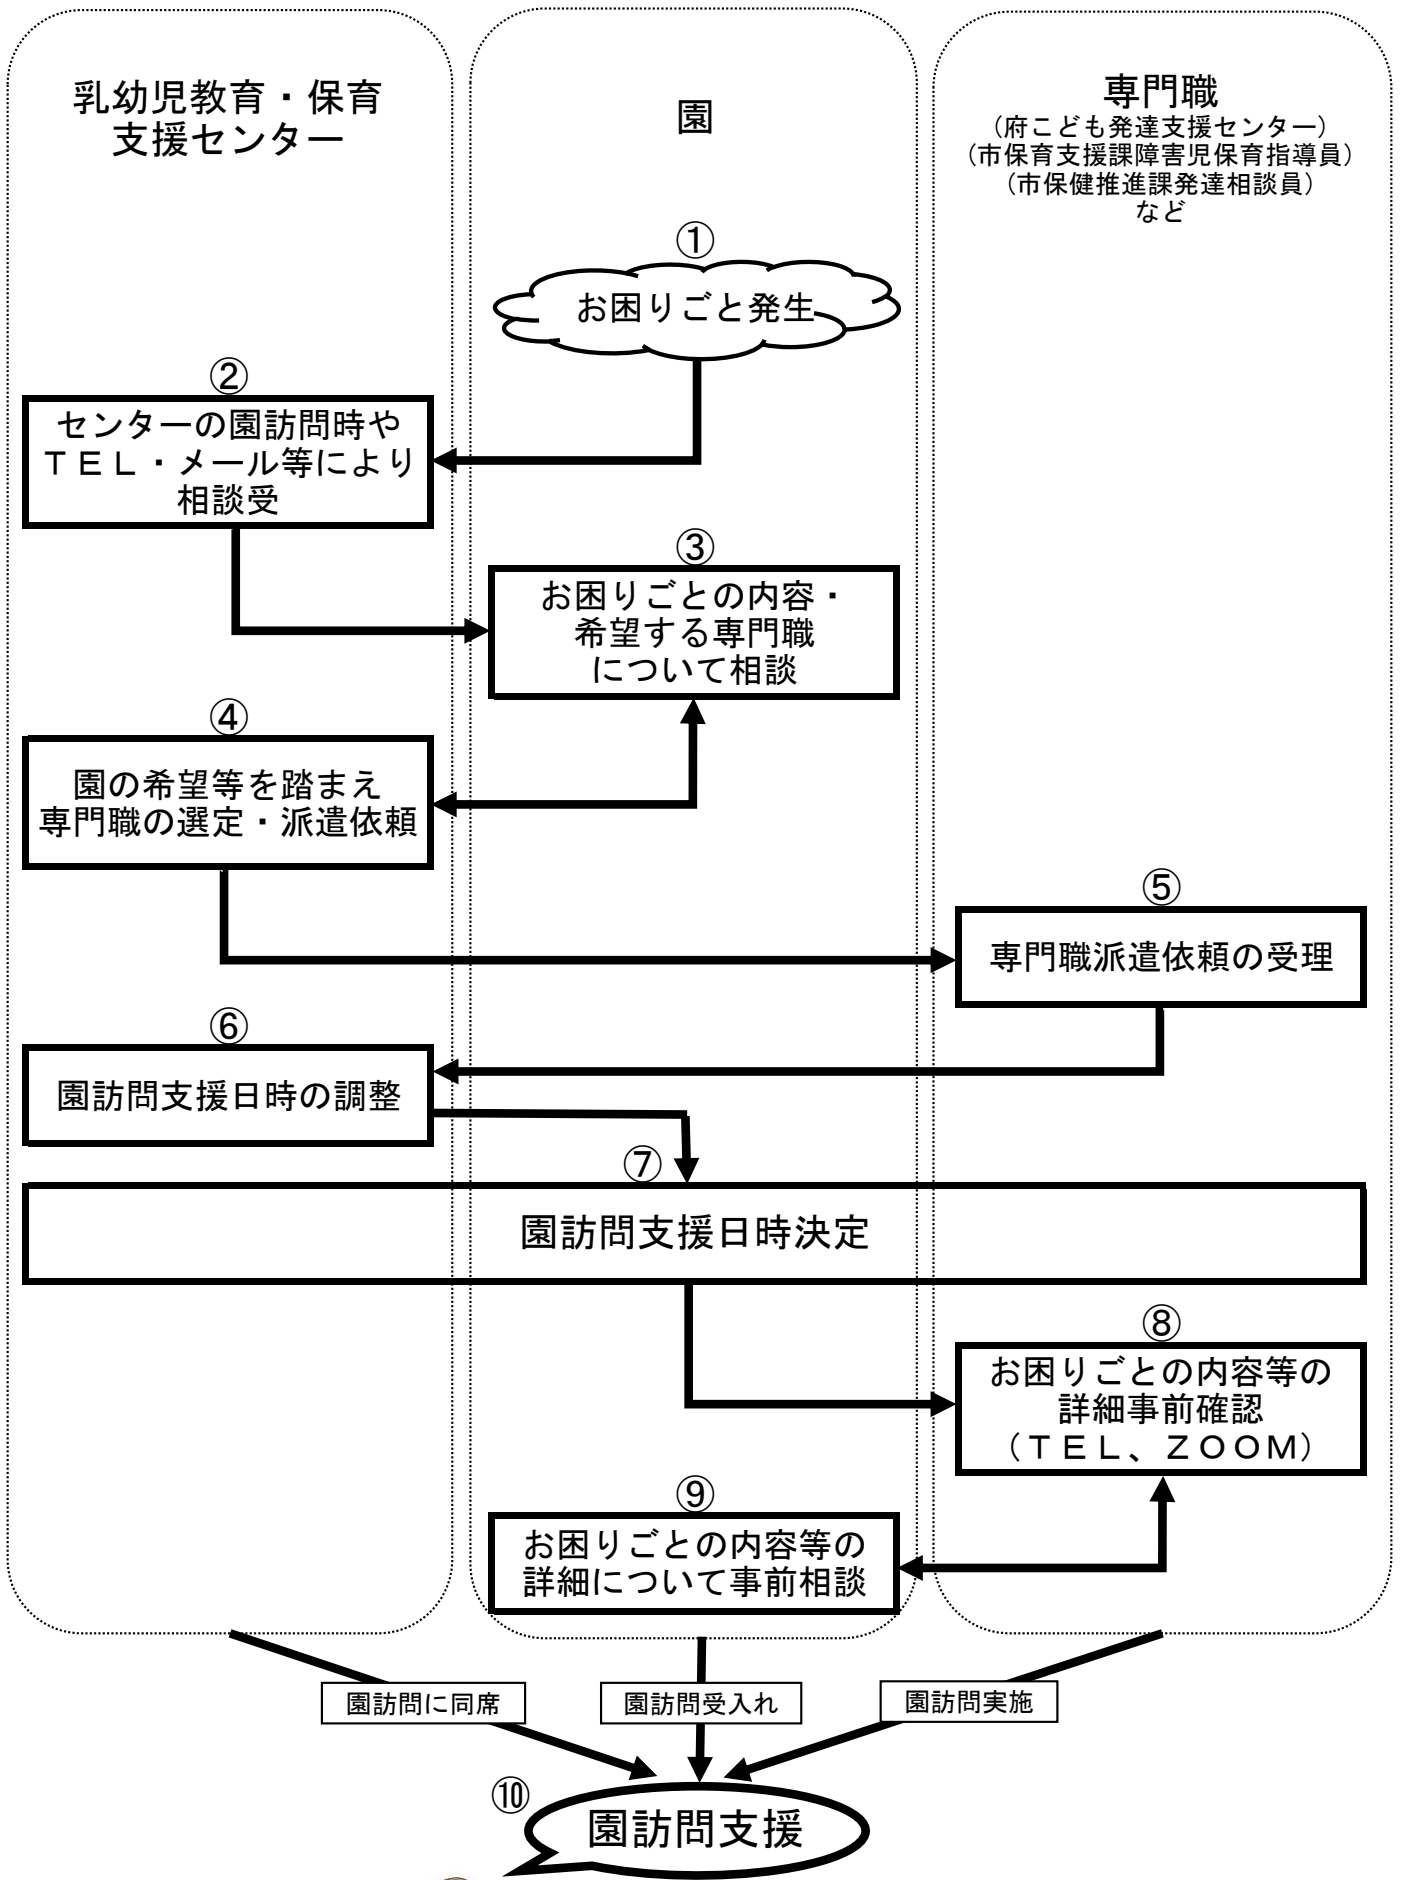 乳幼児教育・保育
支援センター
園
専門職
（府こども発達支援センター）
（市保育支援課障害児保育指導員）
（市保健推進課発達相談員）
など
①
お困りごと発生
②
センターの園訪問時や
ＴＥＬ・メール等により
相談受
③
お困りごとの内容・
希望する専門職
について相談
④
園の希望等を踏まえ
専門職の選定・派遣依頼
⑤
専門職派遣依頼の受理
⑥
園訪問支援日時の調整
⑦
園訪問支援日時決定
⑧
お困りごとの内容等の
詳細事前確認
（ＴＥＬ、ＺＯＯＭ）
⑨
お困りごとの内容等の
詳細について事前相談
園訪問に同席
園訪問受入れ
園訪問実施
⑩
園訪問支援